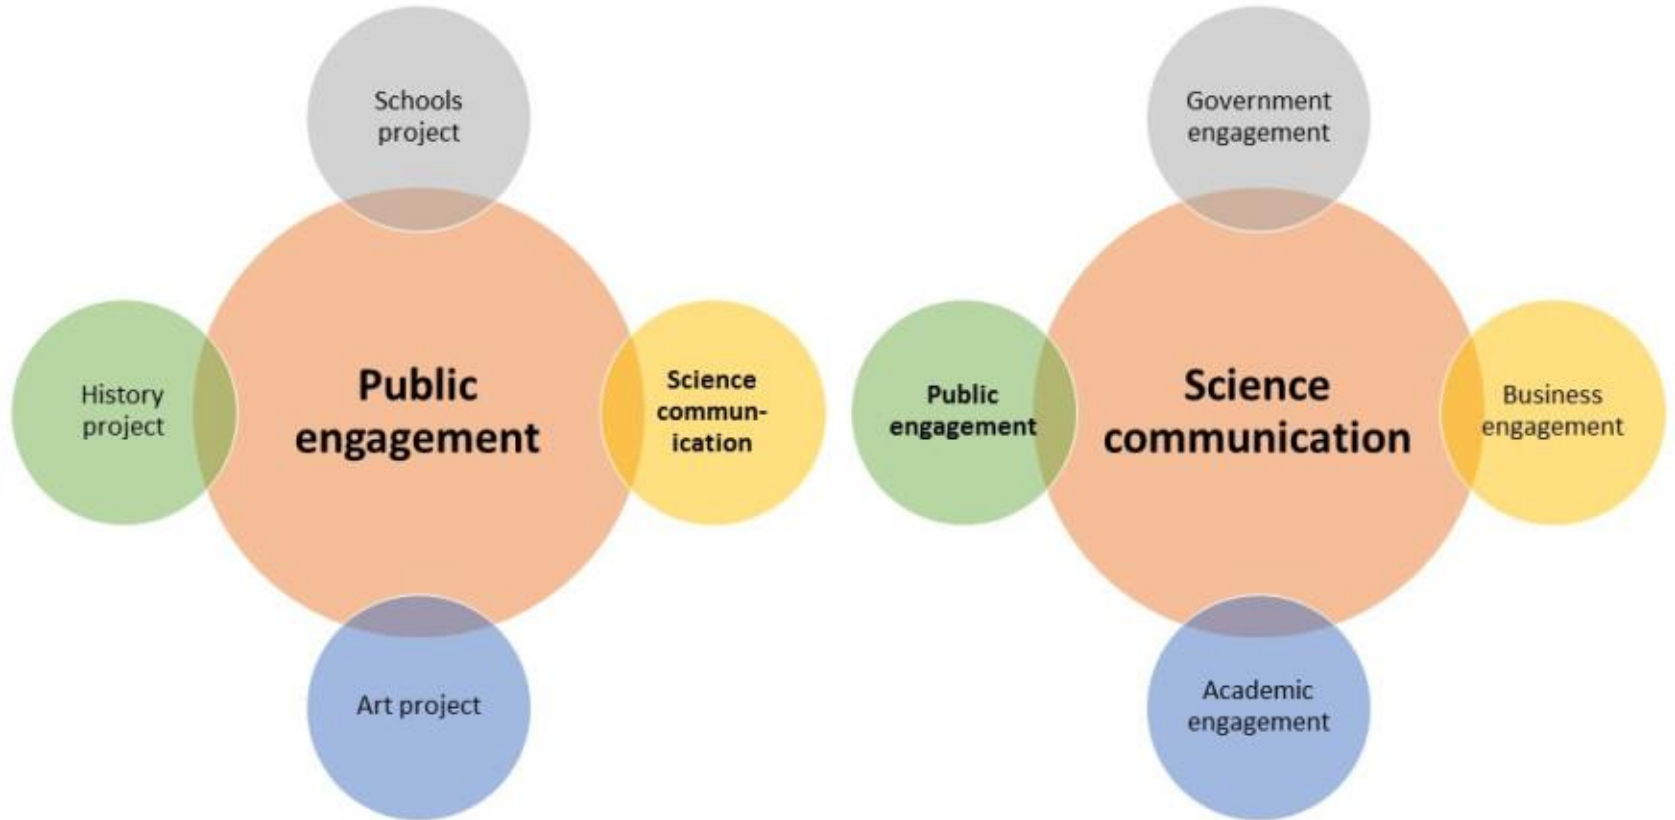 Schools
project
History
project
Public
engagement
Science
commun-
ication
Art project
Government
engagement
Public
engagement
Science
communication
Business
engagement
Academic
engagement